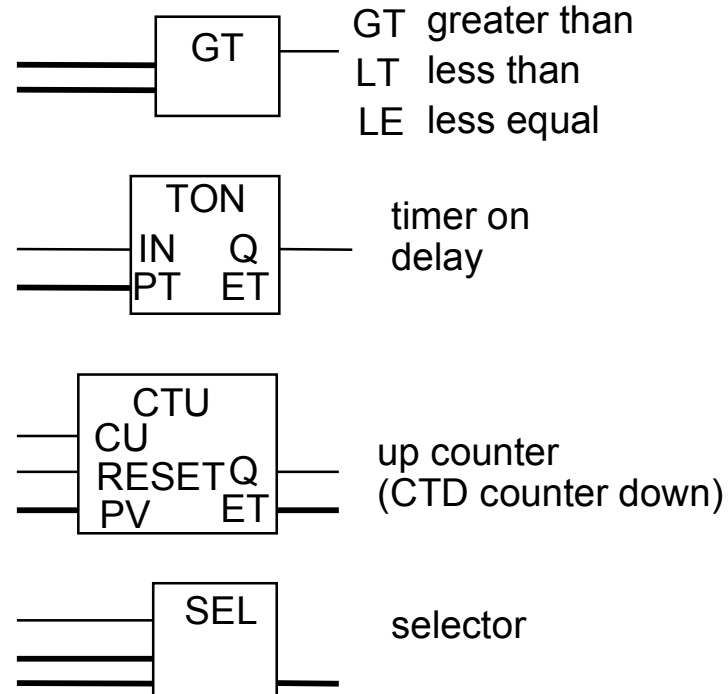 GT
GT greater than
LT less than
LE less equal
TON
IN Q
PT ET
timer on
delay
CTU
CU
RESET Q
PV ET
up counter
(CTD counter down)
SEL
selector